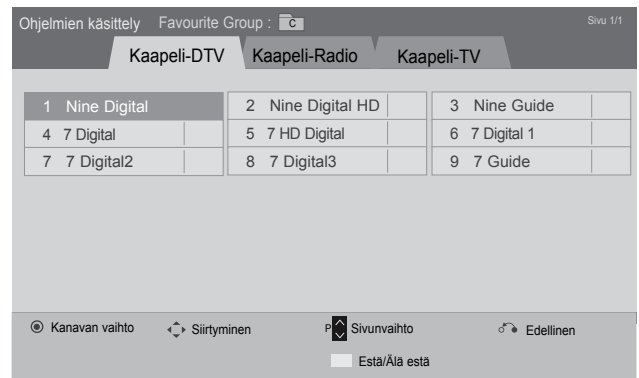 Ohjelmien käsittely Favourite Group : C Sivu 1/1
Kaapeli-DTV Kaapeli-Radio Kaapeli-TV
1 Nine Digital 2 Nine Digital HD 3 Nine Guide
4 7 Digital 5 7 HD Digital 6 7 Digital 1
7 7 Digital2 8 7 Digital3 9 7 Guide
Kanavan vaihto Siirtyminen P Sivunvaihto Edellinen
Estä/Älä estä